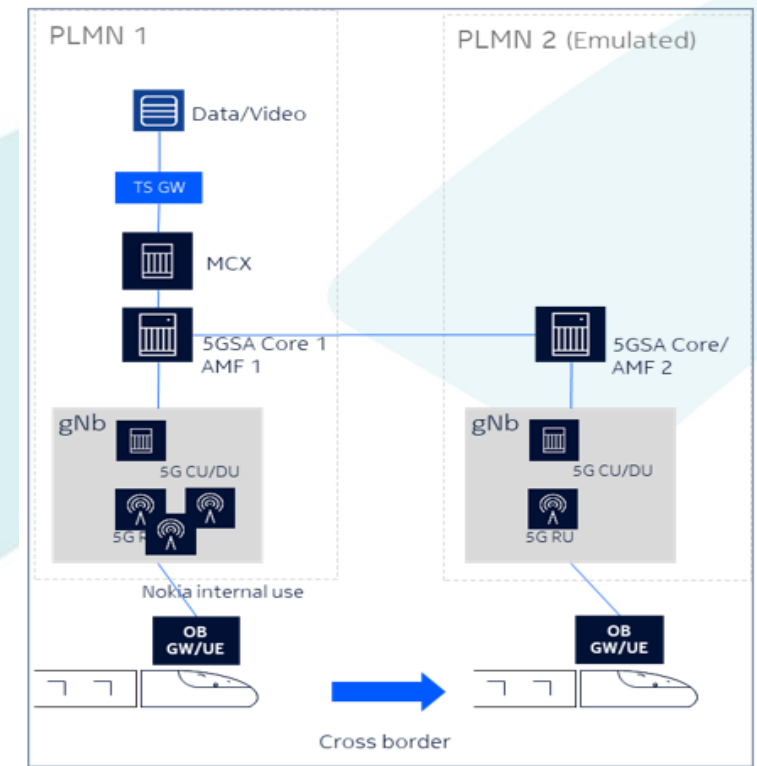 PLMN 1
PLMN 2 (Emulated)
Data/Video
TS GW
MCX
5GSA Core 1
AMF 1
5GSA Core/
AMF 2
gNb
5G CU/DU
5G R
gNb
5G CU/DU
5G RU
Nokia internal use
OB
GW/UE
OB
GW/UE
Cross border